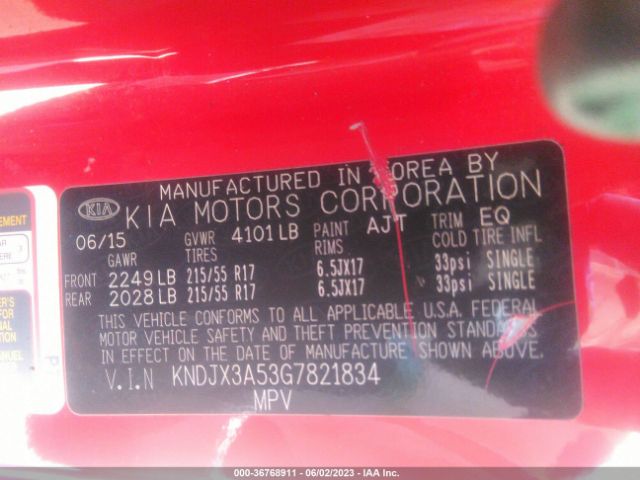 MANUFACTURED IN KOREA BY
KIA KIA MOTORS CORPORATION
06/15 GVWR 4101 LB PAINT AJT TRIM EQ
GAWR TIRES RIMS COLD TIRE INFL
FRONT 2249 LB 215/55 R17 6.5JX17 33psi SINGLE
REAR 2028 LB 215/55 R17 6.5JX17 33psi SINGLE
THIS VEHICLE CONFORMS TO ALL APPLICABLE U.S.A. FEDERAL
MOTOR VEHICLE SAFETY AND THEFT PREVENTION STANDARDS
IN EFFECT ON THE DATE OF MANUFACTURE SHOWN ABOVE.
V.I.N KNDJX3A53G7821834
MPV
000-36768911 - 06/02/2023 - IAA Inc.